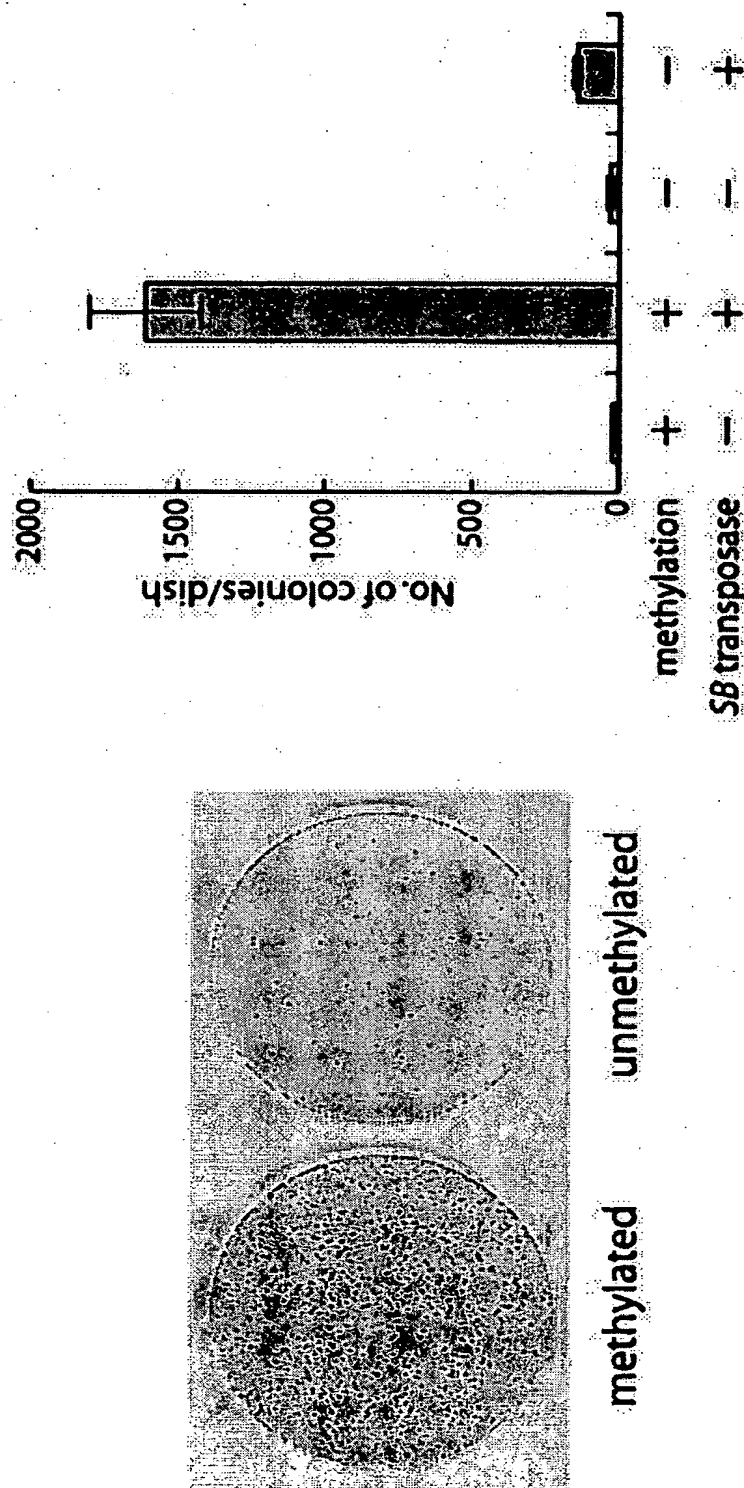 methylated
unmethylated
No. of colonies/dish
2000
1500
1000
500
0
methylation + + − −
SB transposase − + − +